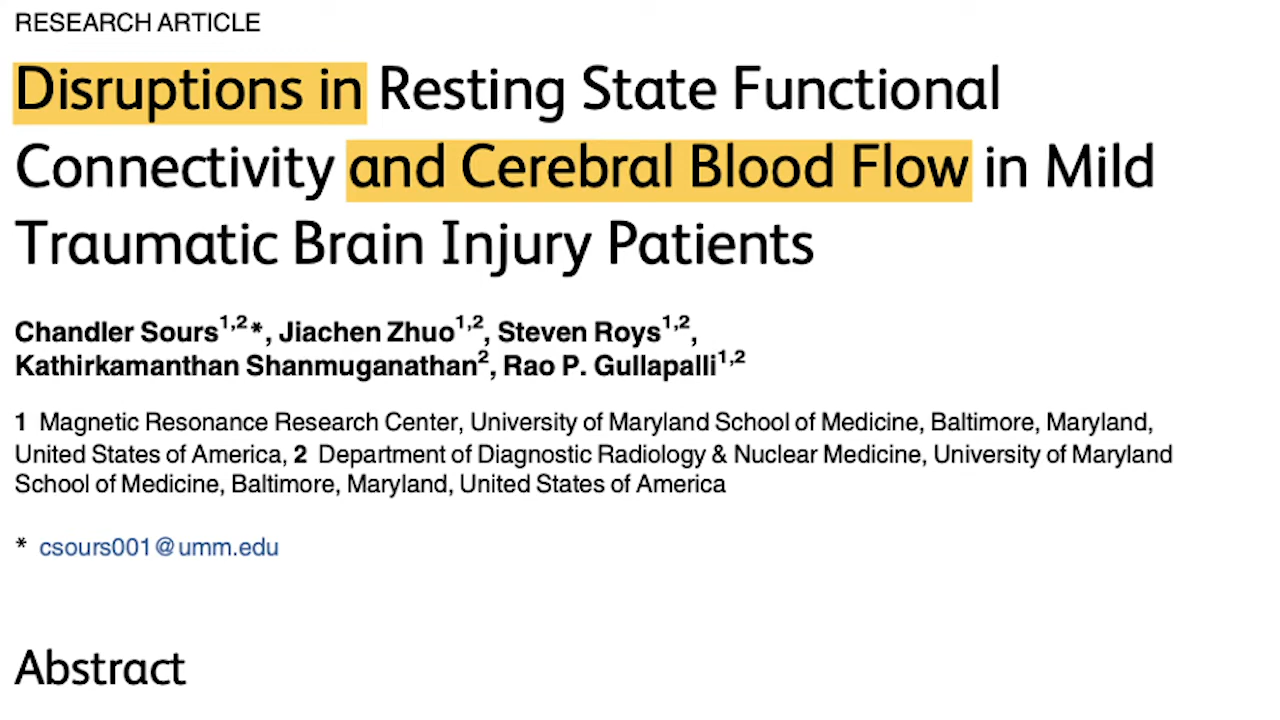 RESEARCH ARTICLE
Disruptions in Resting State Functional
Connectivity and Cerebral Blood Flow in Mild
Traumatic Brain Injury Patients
Chandler Sours1,2*, Jiachen Zhuo1,2, Steven Roys1,2,
Kathirkamanthan Shanmuganathan2, Rao P. Gullapalli1,2
1 Magnetic Resonance Research Center, University of Maryland School of Medicine, Baltimore, Maryland,
United States of America, 2 Department of Diagnostic Radiology & Nuclear Medicine, University of Maryland
School of Medicine, Baltimore, Maryland, United States of America
* csours001@umm.edu
Abstract